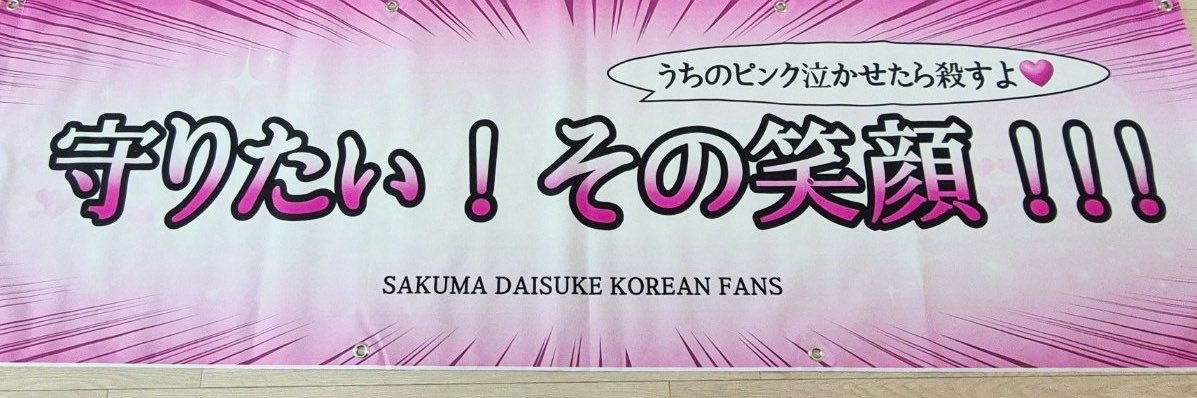 うちのピンク泣かせたら殺すよ
守りたい！その笑顔！！！
SAKUMA DAISUKE KOREAN FANS